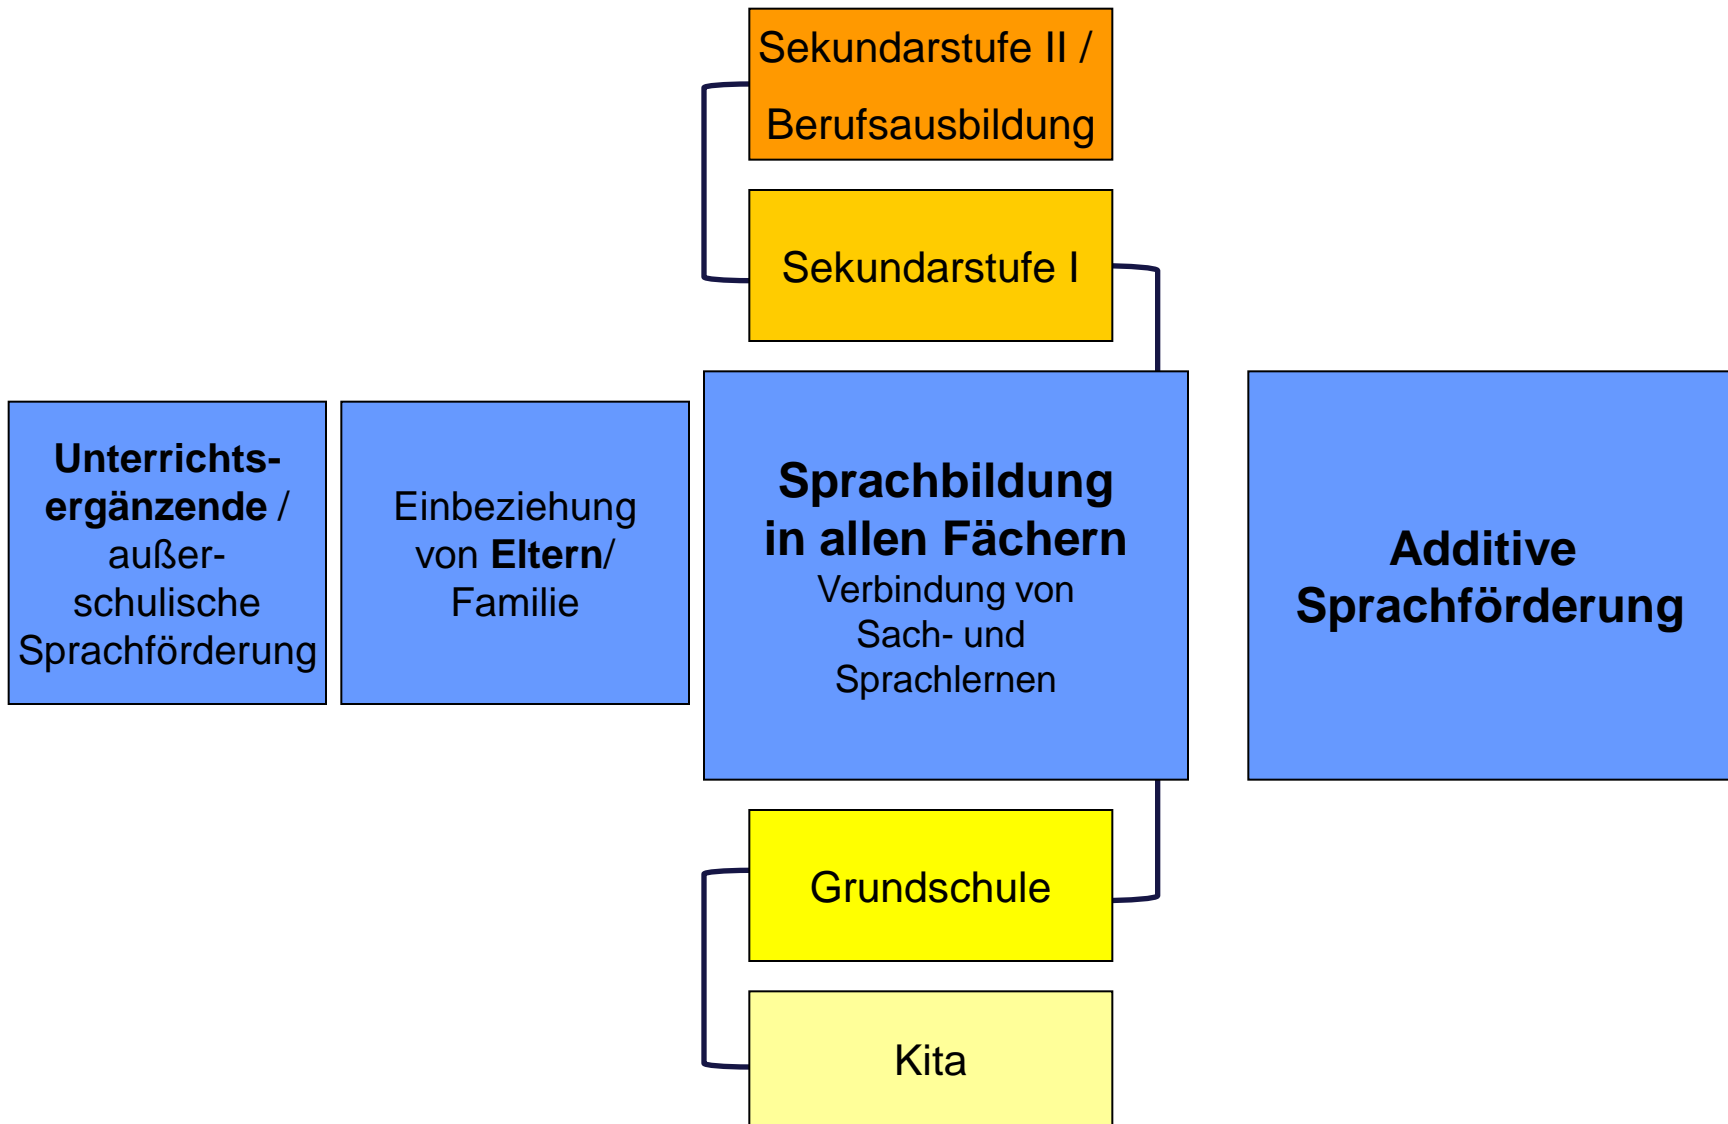 Sekundarstufe II /
Berufsausbildung
Sekundarstufe I
Unterrichts-
ergänzende /
außer-
schulische
Sprachförderung
Einbeziehung
von Eltern/
Familie
Sprachbildung
in allen Fächern
Verbindung von
Sach- und
Sprachlernen
Additive
Sprachförderung
Grundschule
Kita